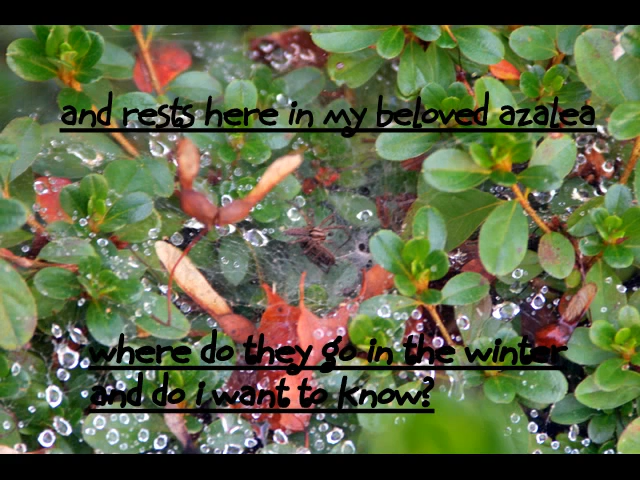 and rests here in my beloved azalea
where do they go in the winter
and do i want to know?